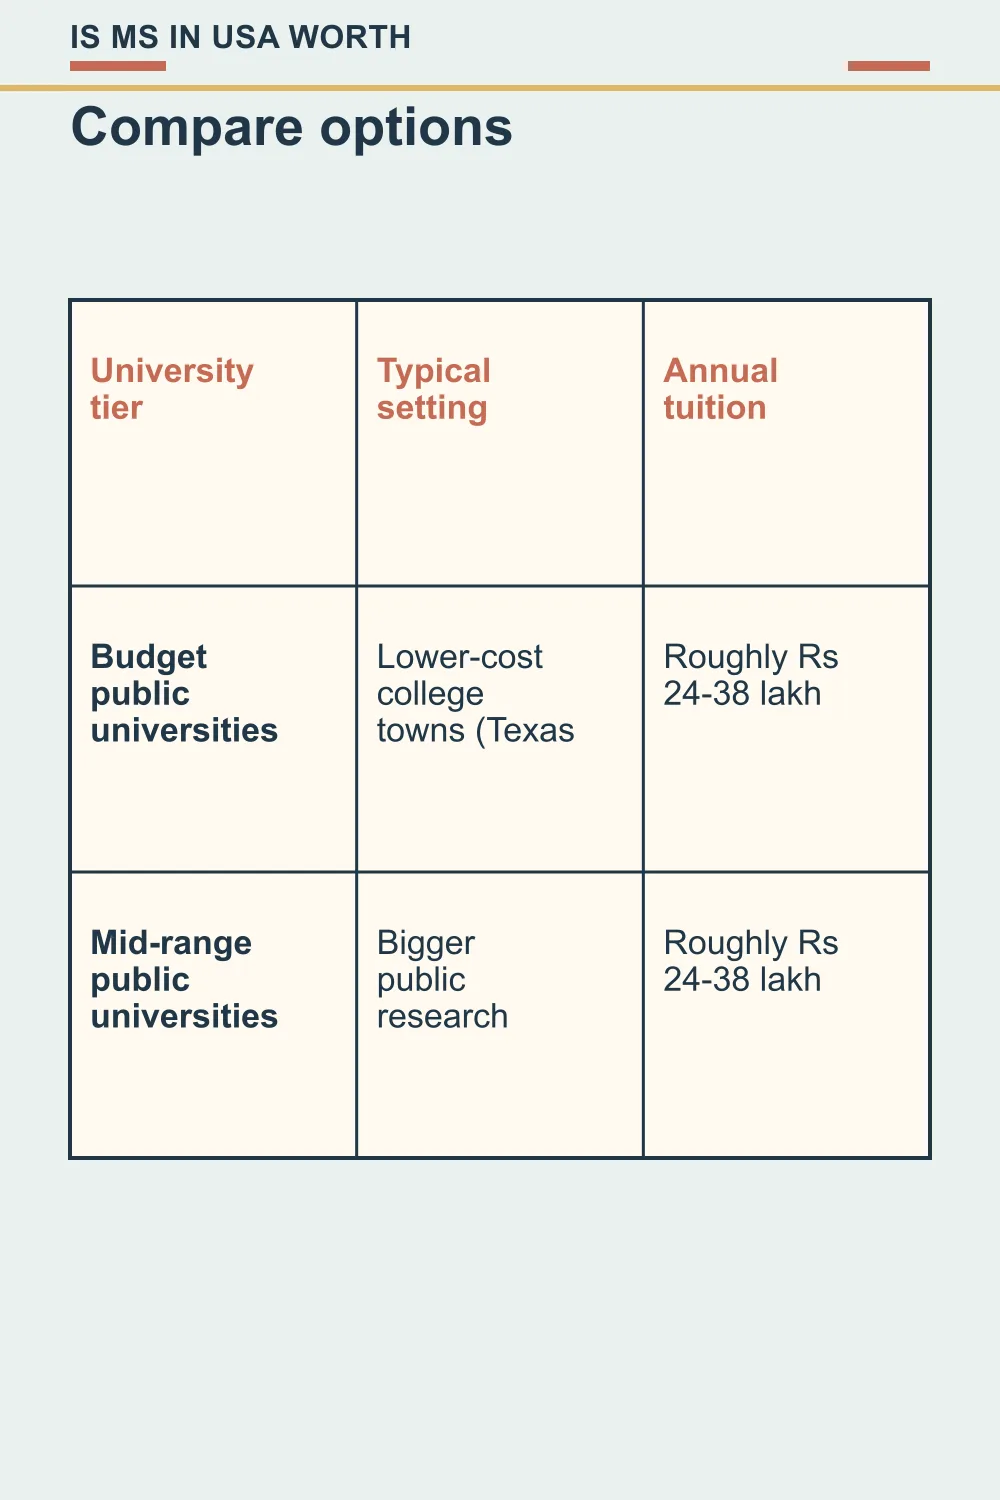 IS MS IN USA WORTH
Compare options
University
tier
Typical
setting
Annual
tuition
Budget
public
universities
Lower-cost
college
towns (Texas
Roughly Rs
24-38 lakh
Mid-range
public
universities
Bigger
public
research
Roughly Rs
24-38 lakh